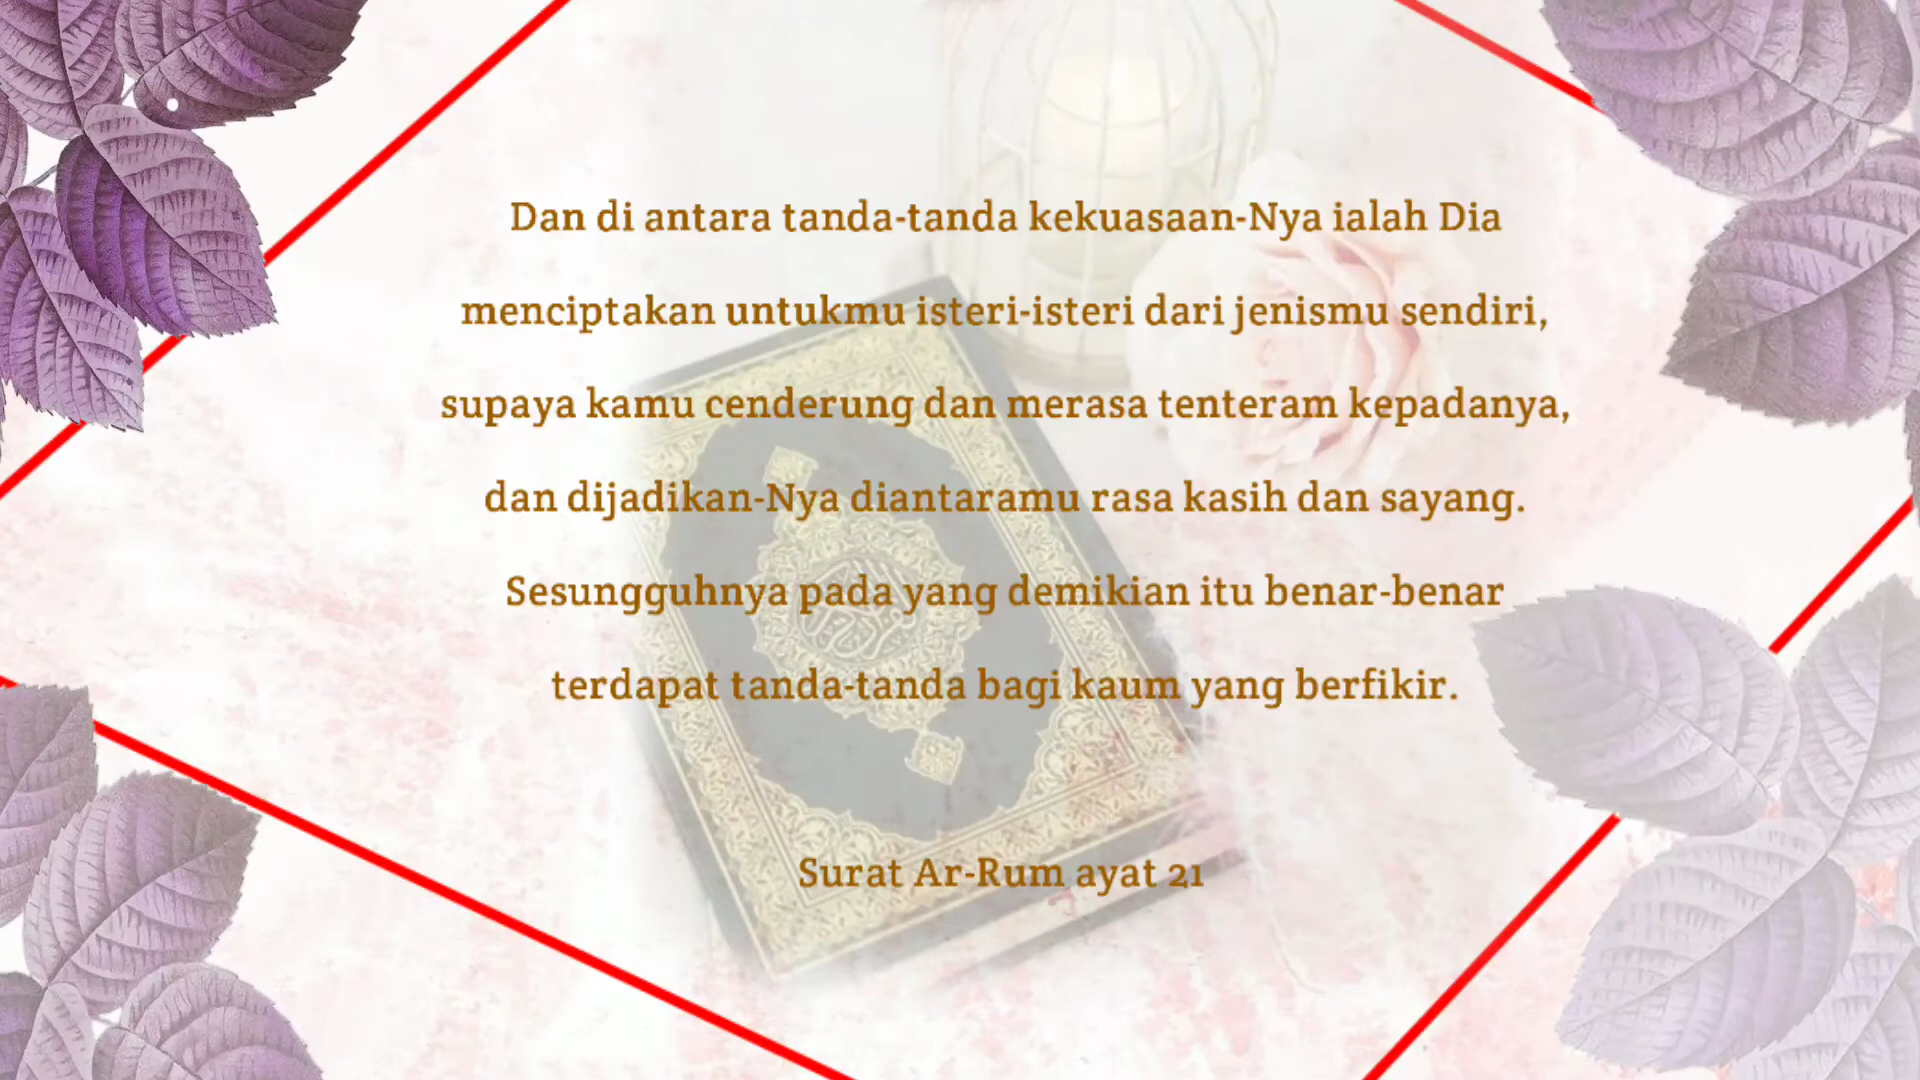 Dan di antara tanda-tanda kekuasaan-Nya ialah Dia
menciptakan untukmu isteri-isteri dari jenismu sendiri,
supaya kamu cenderung dan merasa tenteram kepadanya,
dan dijadikan-Nya diantaramu rasa kasih dan sayang.
Sesungguhnya pada yang demikian itu benar-benar
terdapat tanda-tanda bagi kaum yang berfikir.
Surat Ar-Rum ayat 21